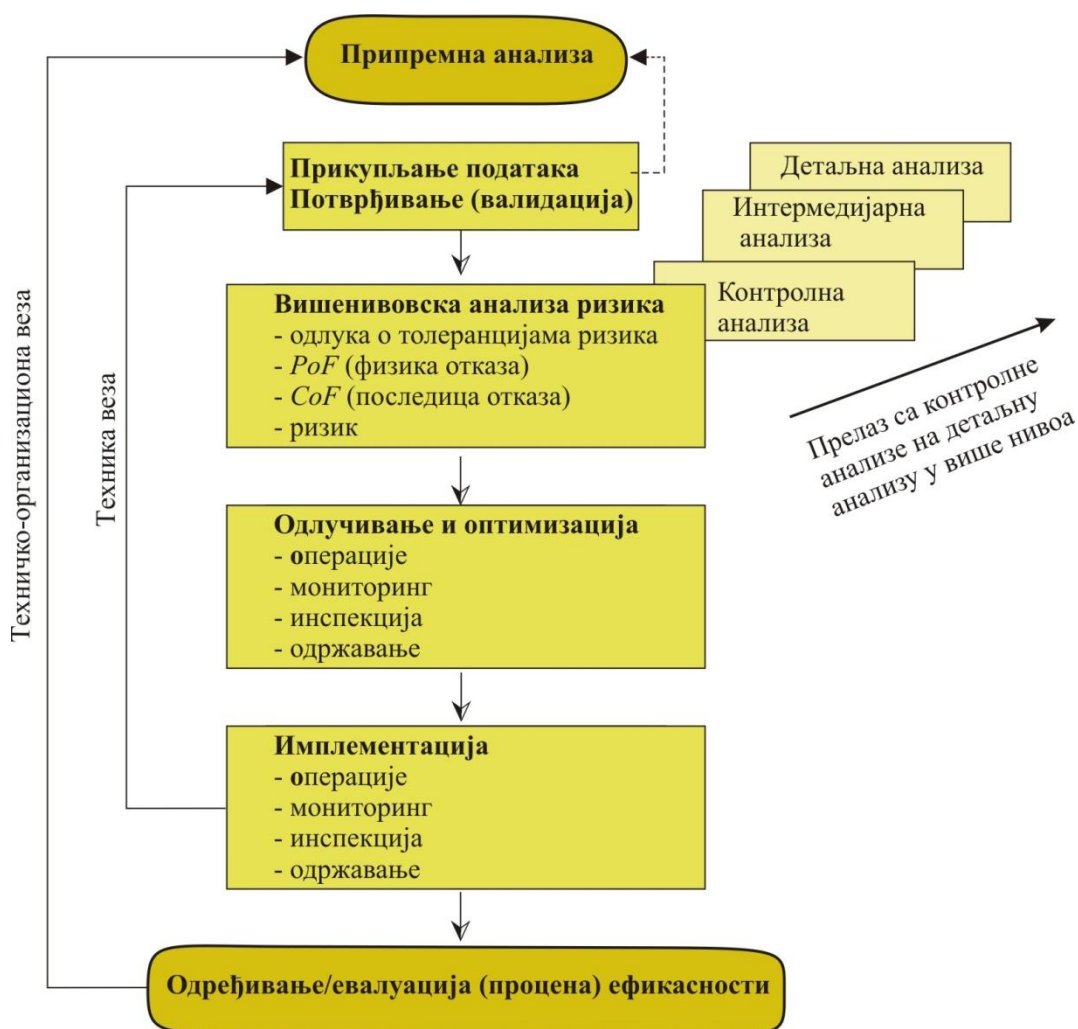 Припремна анализа
Прикупљање података
Потврђивање (валидација)
Детаљна анализа
Интермедијарна
анализа
Контролна
анализа
Вишенивовска анализа ризика
- одлука о толеранцијама ризика
- PoF (физика отказа)
- CoF (последица отказа)
- ризик
Прелаз са контролне
анализе на детаљну
анализу у више нивоа
Одлучивање и оптимизација
- операције
- мониторинг
- инспекција
- одржавање
Имплементација
- операције
- мониторинг
- инспекција
- одржавање
Одређивање/евалуација (процена) ефикасности
Техничко-организациона веза
Техника веза